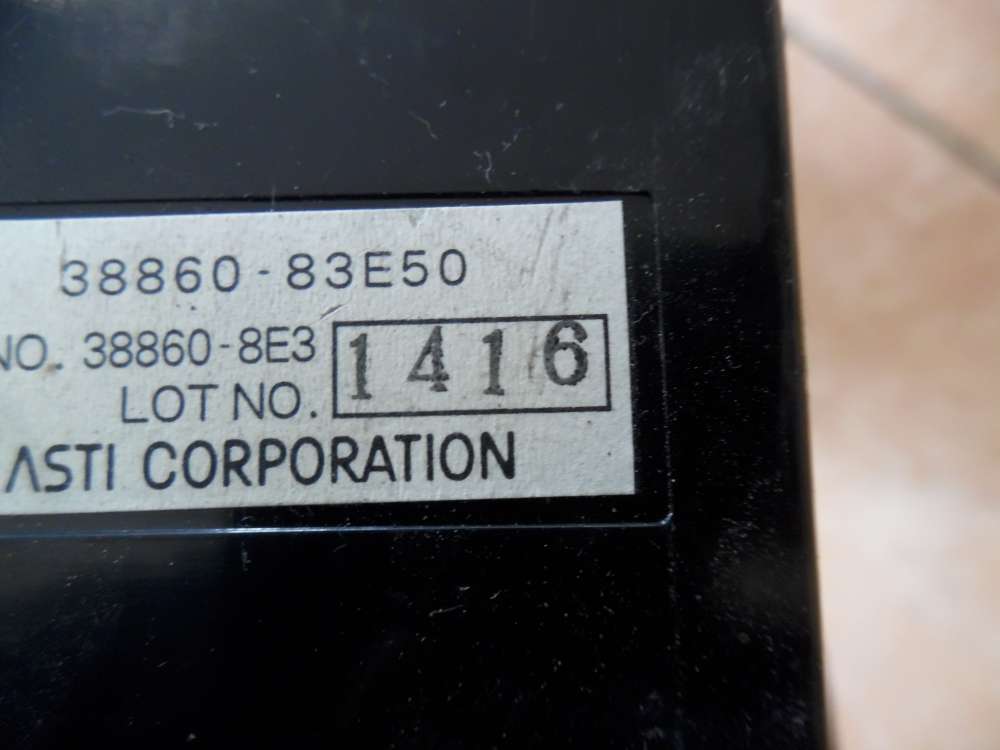 38860-83E50
NO. 38860-8E3
LOT NO. 1416
ASTI CORPORATION